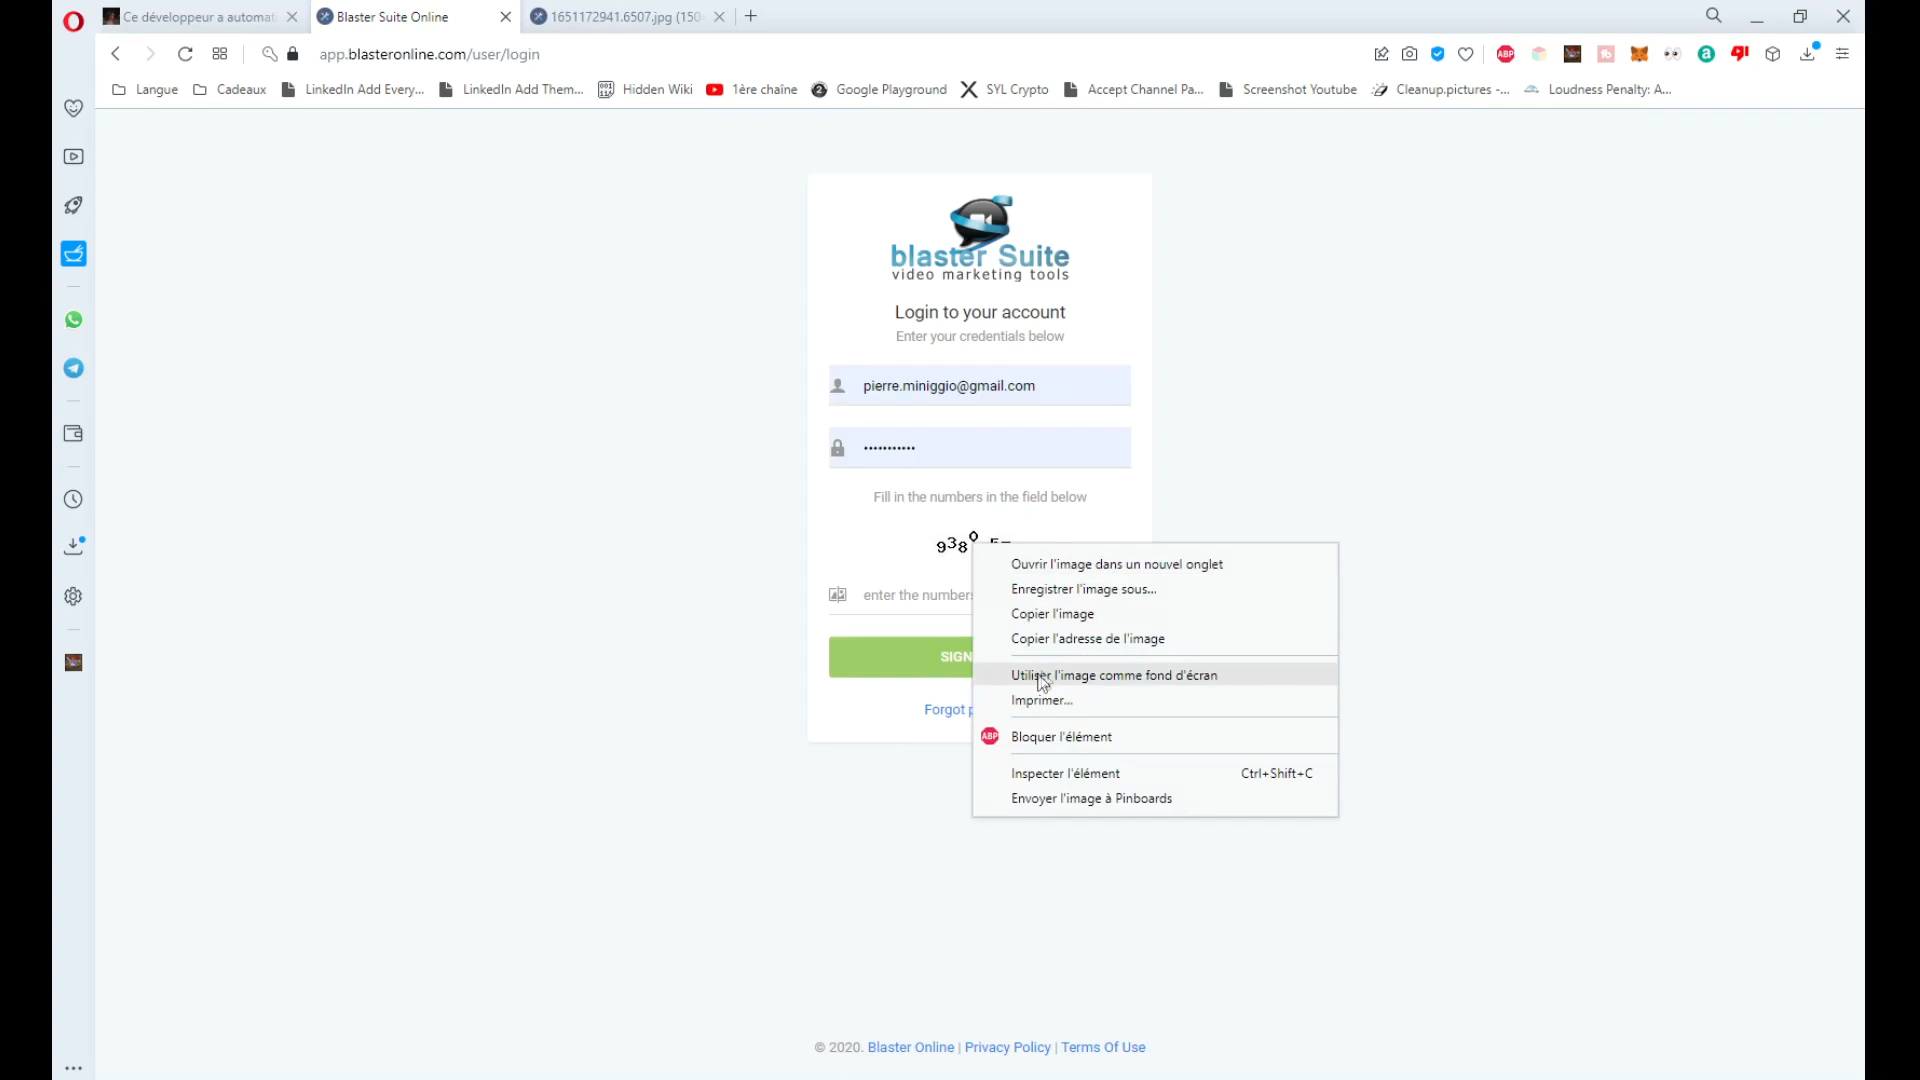 Ce développeur a automat
Blaster Suite Online
1651172941.6507.jpg (150
app.blasteronline.com/user/login
Langue
Cadeaux
LinkedIn Add Every...
LinkedIn Add Them...
Hidden Wiki
1ère chaîne
Google Playground
SYL Crypto
Accept Channel Pa...
Screenshot Youtube
Cleanup.pictures -...
Loudness Penalty: A...
blaster Suite
video marketing tools
Login to your account
Enter your credentials below
pierre.miniggio@gmail.com
•••••••••••
Fill in the numbers in the field below
9380
enter the numbers
SIGN
Forgot p
Ouvrir l'image dans un nouvel onglet
Enregistrer l'image sous...
Copier l'image
Copier l'adresse de l'image
Utiliser l'image comme fond d'écran
Imprimer...
ABP Bloquer l'élément
Inspecter l'élément Ctrl+Shift+C
Envoyer l'image à Pinboards
© 2020. Blaster Online | Privacy Policy | Terms Of Use